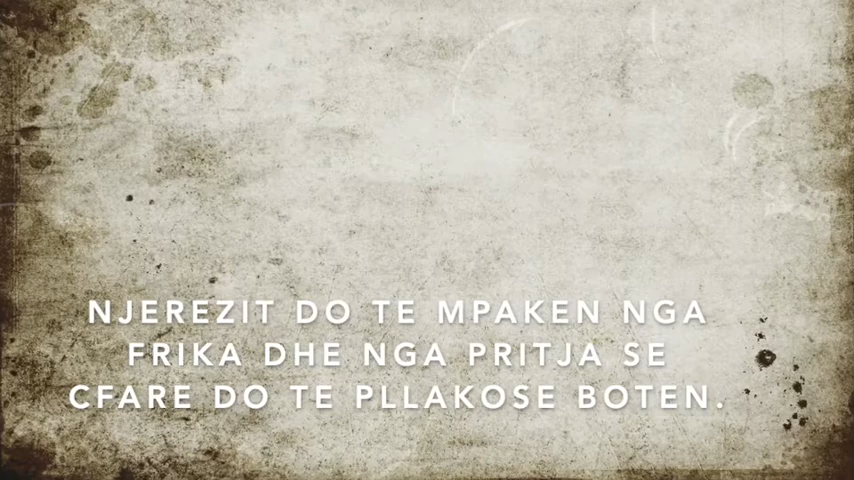 NJEREZIT DO TE MPAKEN NGA
FRIKA DHE NGA PRITJA SE
CFARE DO TE PLLAKOSE BOTEN.